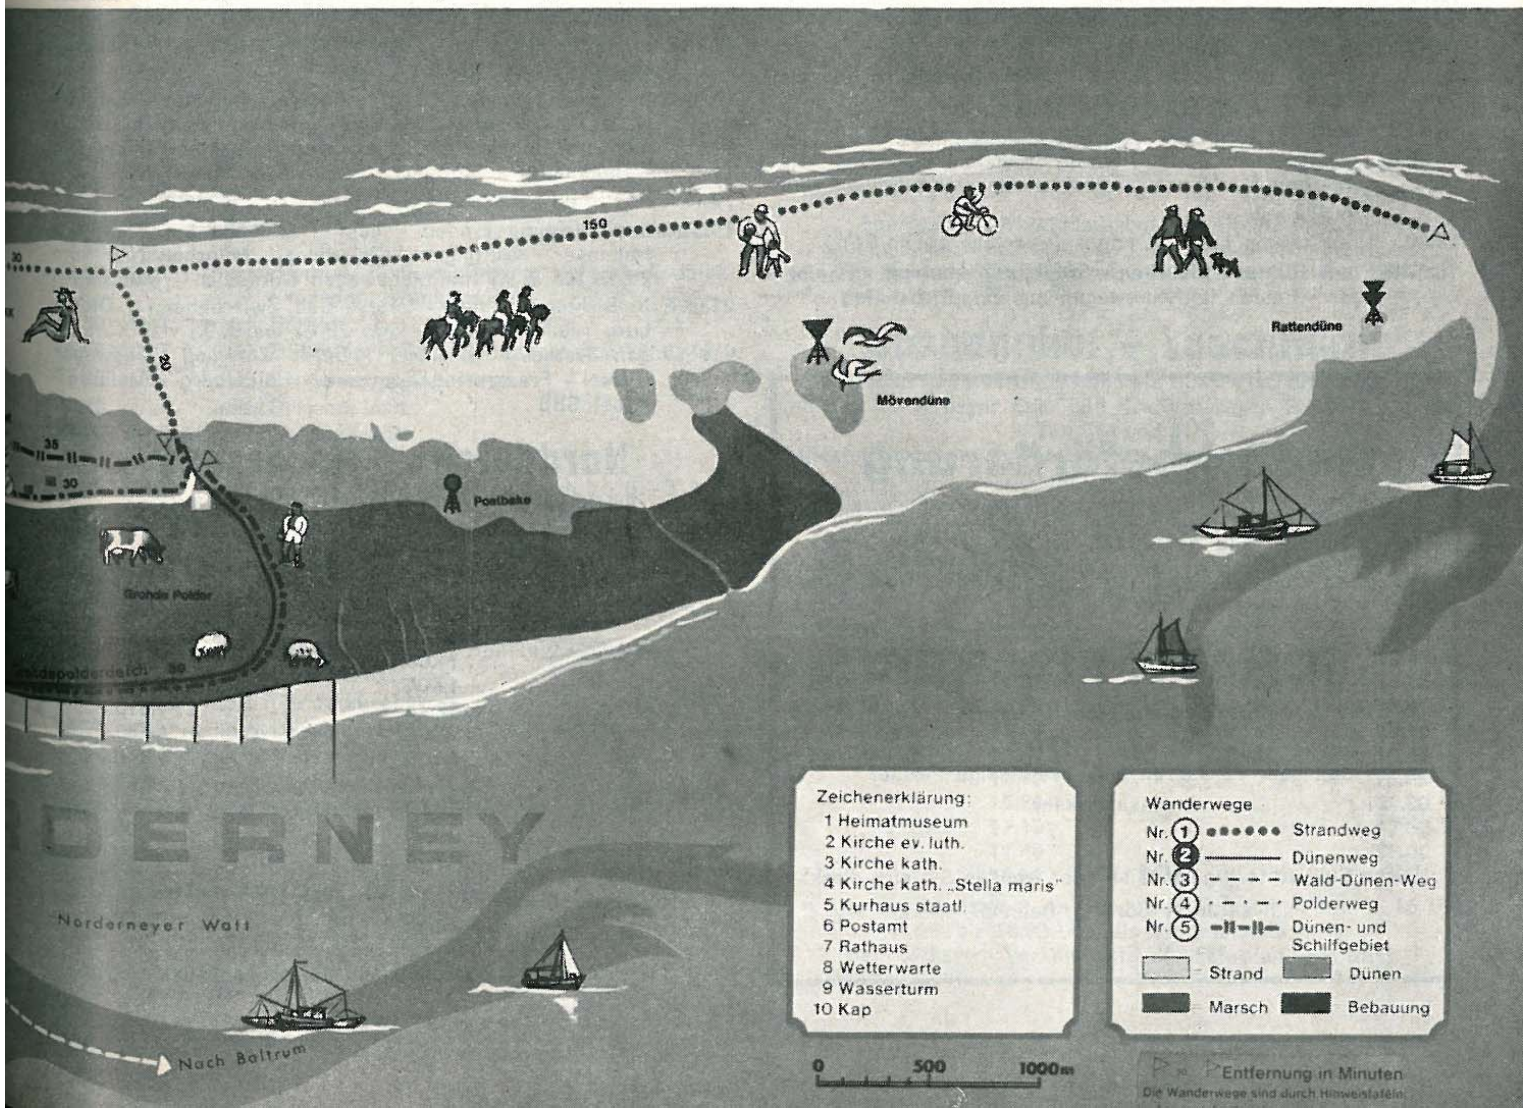 30
150
20
Rattendüne
Mövendüne
35
30
Postbake
Grohde Polder
30
DERNEY
Norderneyer Watt
Nach Baltrum
Zeichenerklärung:
1 Heimatmuseum
2 Kirche ev. luth.
3 Kirche kath.
4 Kirche kath. „Stella maris"
5 Kurhaus staatl.
6 Postamt
7 Rathaus
8 Wetterwarte
9 Wasserturm
10 Kap
0 500 1000m
Wanderwege
Nr. 1 Strandweg
Nr. 2 Dünenweg
Nr. 3 Wald-Dünen-Weg
Nr. 4 Polderweg
Nr. 5 Dünen- und
Schilfgebiet
Strand Dünen
Marsch Bebauung
Entfernung in Minuten
Die Wanderwege sind durch Hinweistafeln